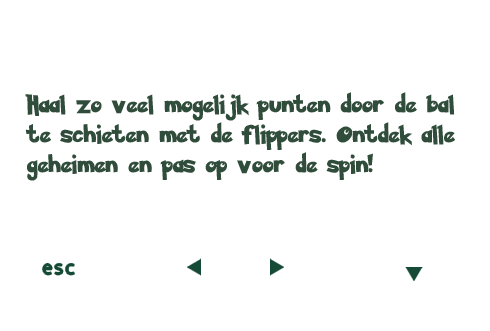 Haal zo veel mogelijk punten door de bal
te schieten met de flippers. Ontdek alle
geheimen en pas op voor de spin!
esc